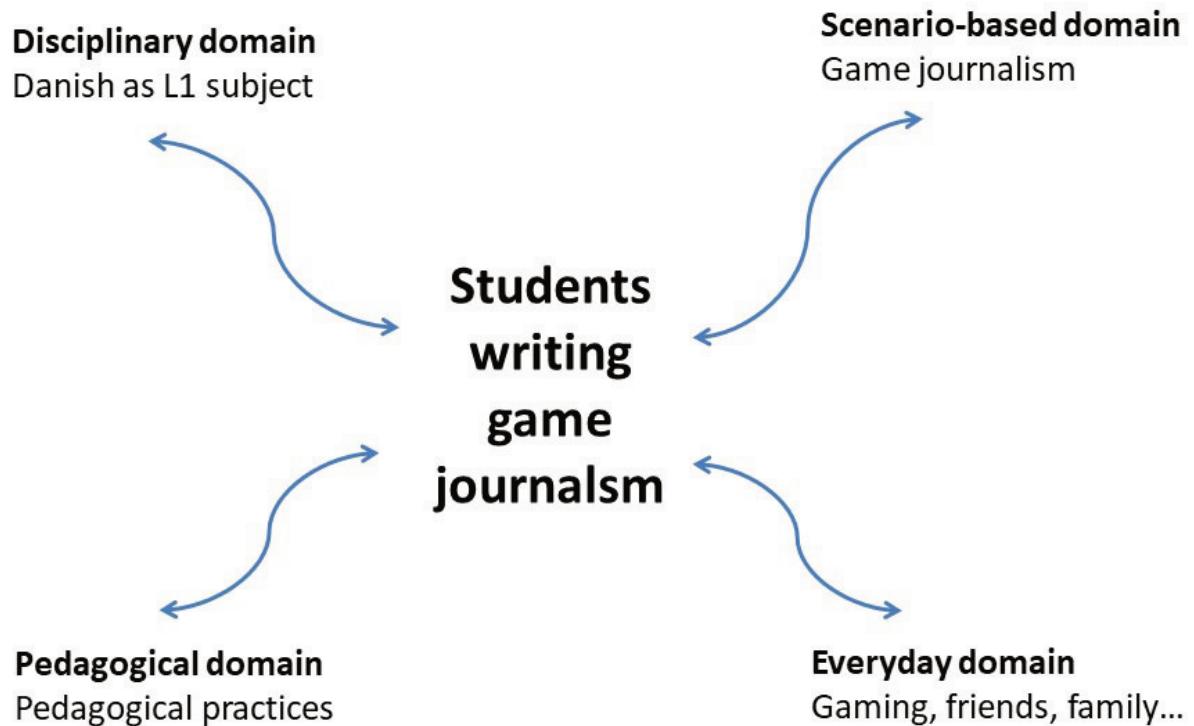 Disciplinary domain
Danish as L1 subject
Scenario-based domain
Game journalism
Students
writing
game
journalsm
Pedagogical domain
Pedagogical practices
Everyday domain
Gaming, friends, family...